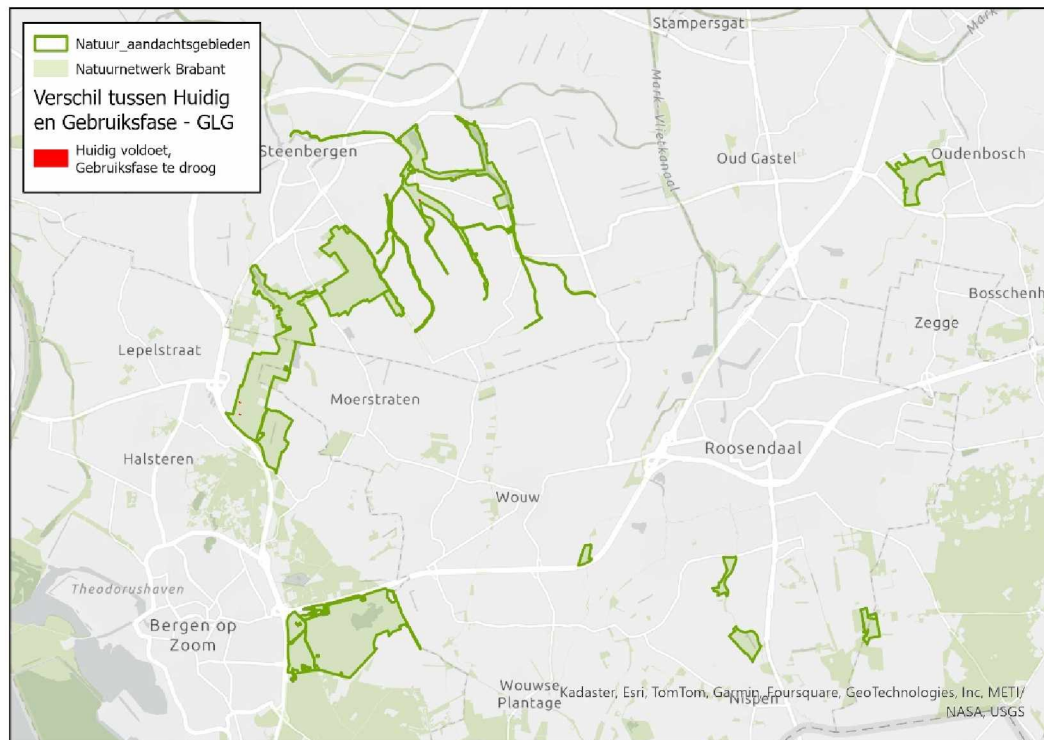 Natuur_aandachtsgebieden
Natuurnetwerk Brabant
Verschil tussen Huidig
en Gebruiksfase - GLG
Huidig voldoet,
Gebruiksfase te droog
Stampersgat
Mark
Mark-Vlietkanaal
Steenbergen
Oud Gastel
Oudenbosch
Bosschenh
Zegge
Lepelstraat
Moerstraten
Roosendaal
Halsteren
Wouw
Theodorushaven
Bergen op
Zoom
Wouwse
Plantage
Nispen
Kadaster, Esri, TomTom, Garmin, Foursquare, GeoTechnologies, Inc, METI/
NASA, USGS